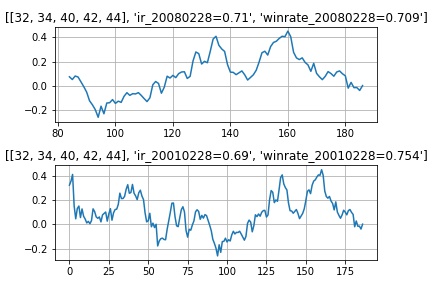 [[32, 34, 40, 42, 44], 'ir_20080228=0.71', 'winrate_20080228=0.709']
0.4
0.2
0.0
−0.2
80 100 120 140 160 180
[[32, 34, 40, 42, 44], 'ir_20010228=0.69', 'winrate_20010228=0.754']
0.4
0.2
0.0
−0.2
0 25 50 75 100 125 150 175